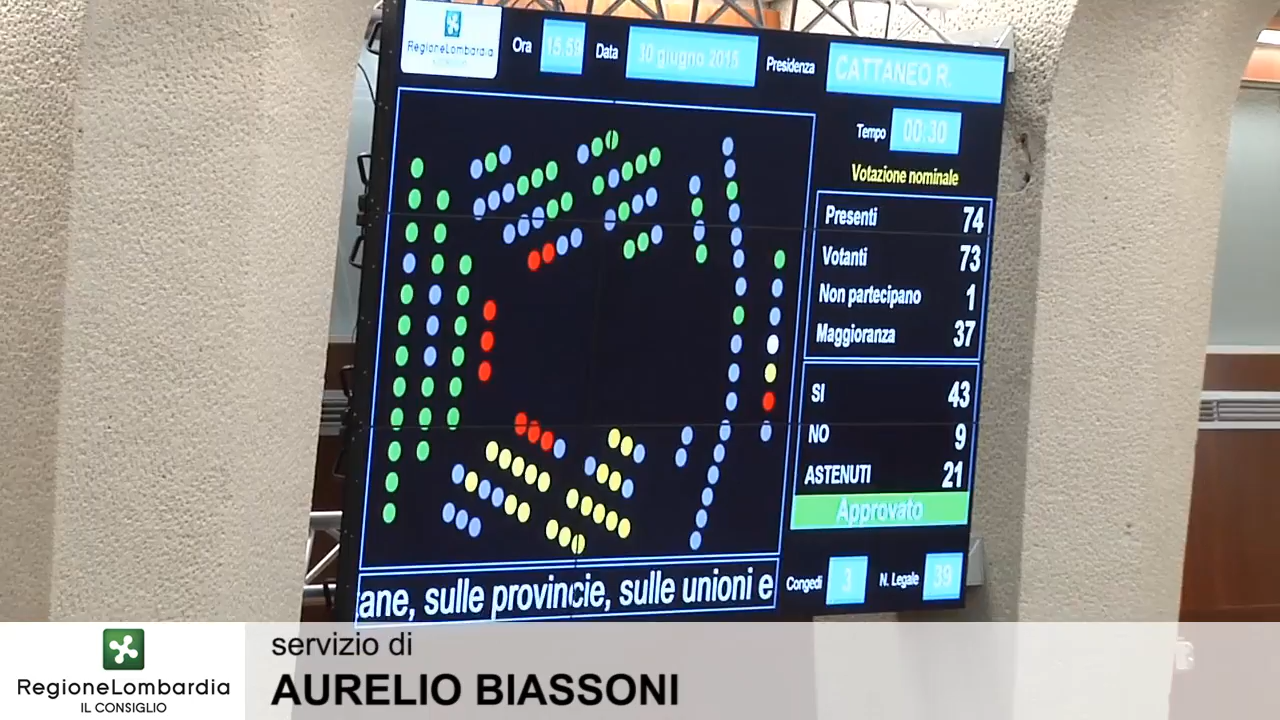 RegioneLombardia
IL CONSIGLIO
Ora 15.59 Data 30 giugno 2015 Presidenza CATTANEO R.
Tempo 00:30
Votazione nominale
Presenti 74
Votanti 73
Non partecipano 1
Maggioranza 37
SI 43
NO 9
ASTENUTI 21
Approvato
Congedi 3 N. Legale 39
ane, sulle provincie, sulle unioni e
servizio di
AURELIO BIASSONI
RegioneLombardia
IL CONSIGLIO